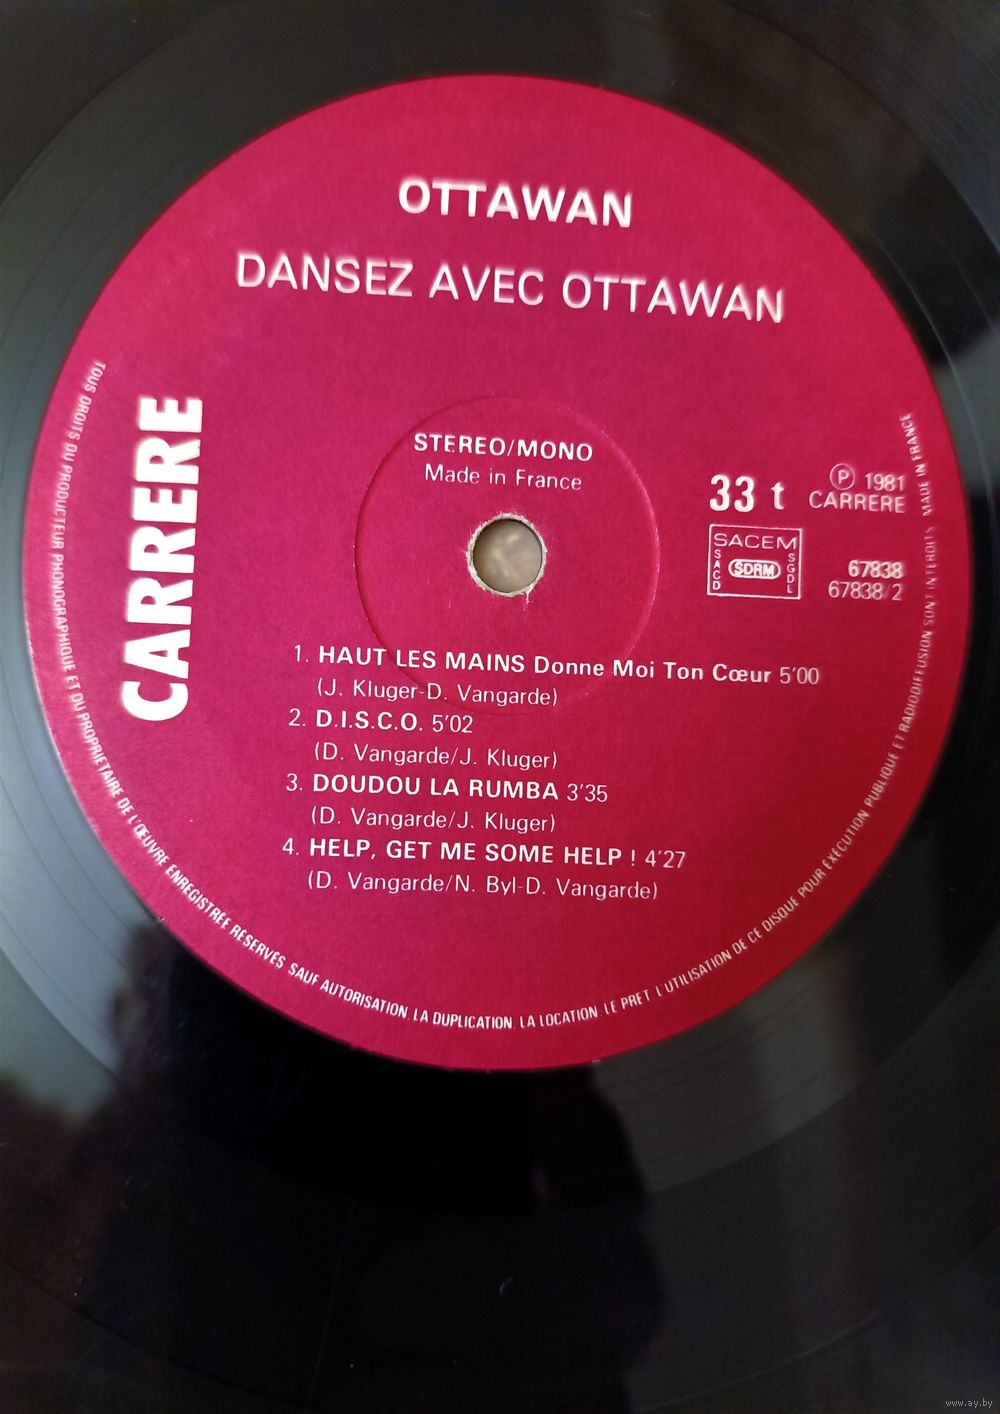 OTTAWAN
DANSEZ AVEC OTTAWAN
CARRERE
STEREO/MONO
Made in France
33 t
Ⓟ 1981
CARRERE
SACEM
SACD
SDRM
SGDL
67838
67838/2
1. HAUT LES MAINS Donne Moi Ton Cœur 5'00
(J. Kluger-D. Vangarde)
2. D.I.S.C.O. 5'02
(D. Vangarde/J. Kluger)
3. DOUDOU LA RUMBA 3'35
(D. Vangarde/J. Kluger)
4. HELP, GET ME SOME HELP ! 4'27
(D. Vangarde/N. Byl-D. Vangarde)
TOUS DROITS DU PRODUCTEUR PHONOGRAPHIQUE ET DU PROPRIETAIRE DE L'ŒUVRE ENREGISTREE RESERVES SAUF AUTORISATION, LA DUPLICATION, LA LOCATION, LE PRET, L'UTILISATION DE CE DISQUE POUR EXECUTION PUBLIQUE ET RADIODIFFUSION SONT INTERDITS MADE IN FRANCE
www.ay.by